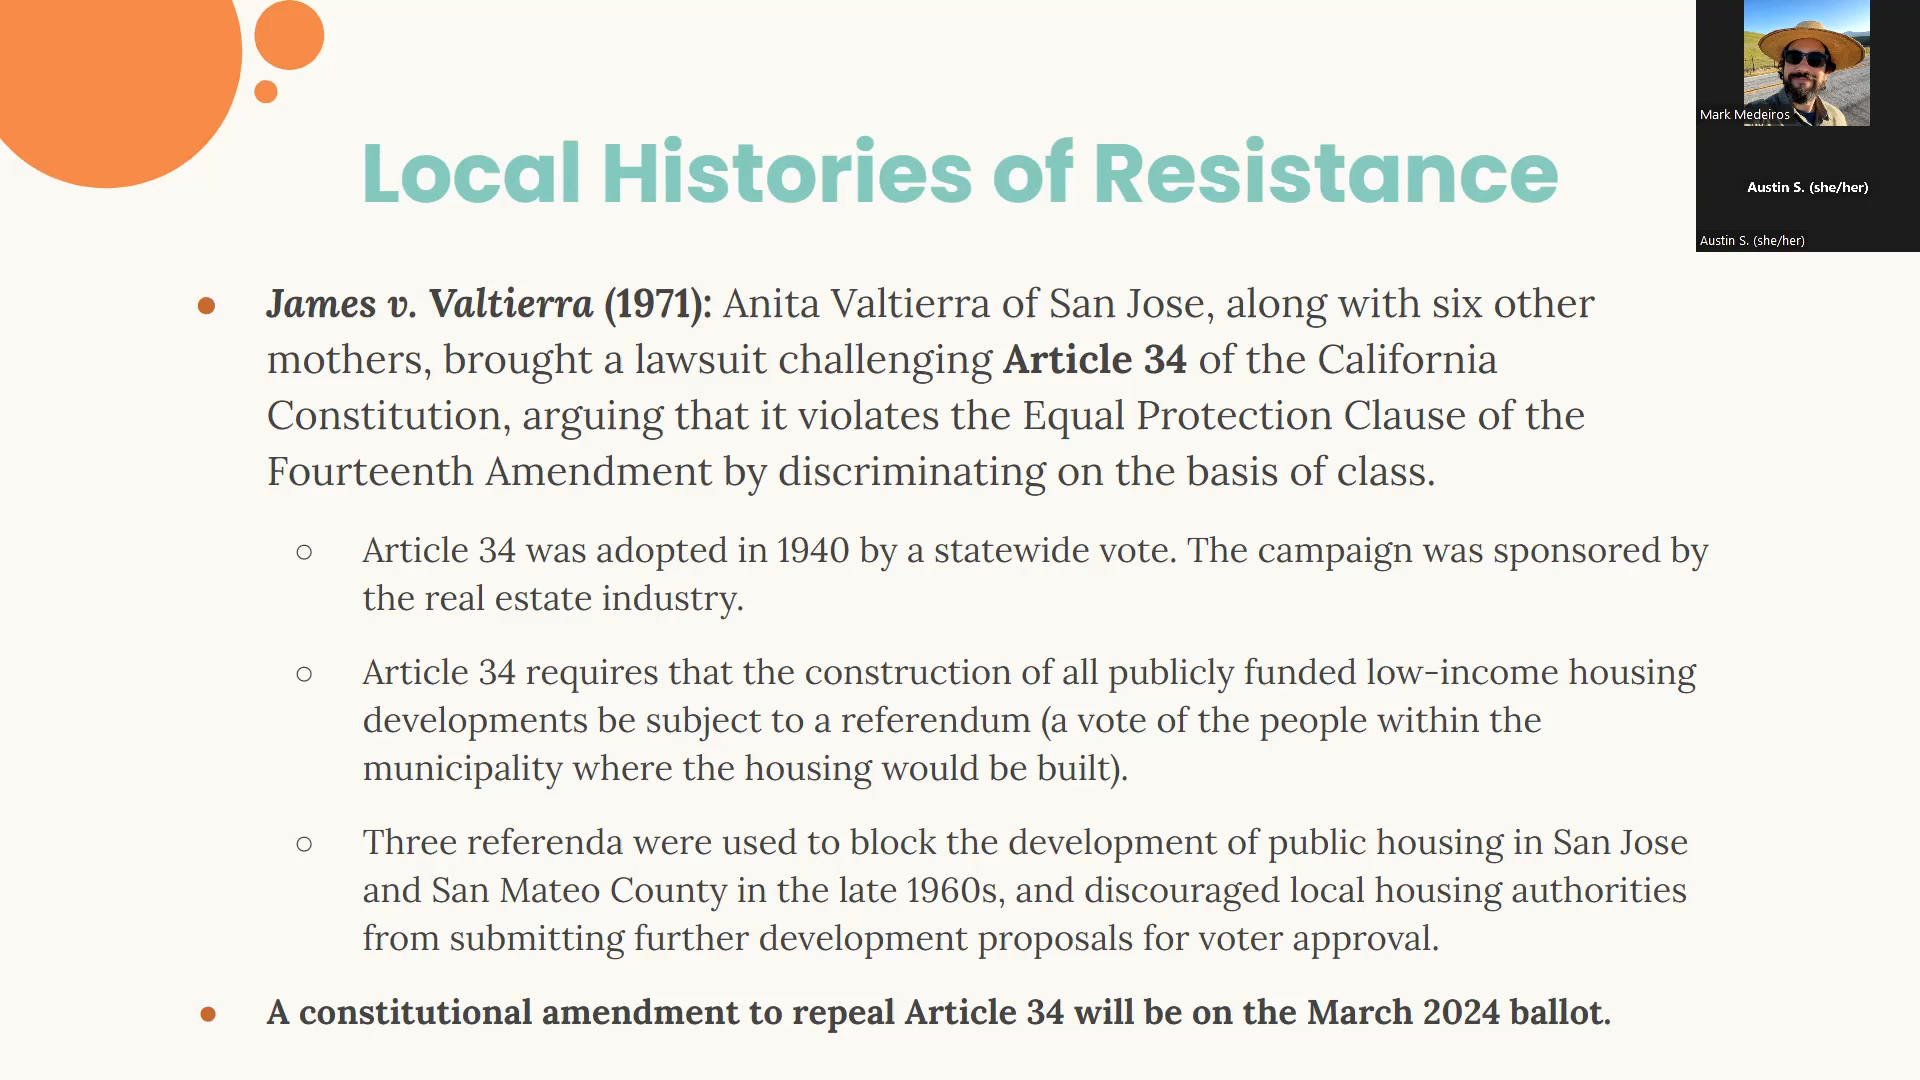 Local Histories of Resistance
Mark Medeiros
Austin S. (she/her)
Austin S. (she/her)
● James v. Valtierra (1971): Anita Valtierra of San Jose, along with six other
mothers, brought a lawsuit challenging Article 34 of the California
Constitution, arguing that it violates the Equal Protection Clause of the
Fourteenth Amendment by discriminating on the basis of class.
○ Article 34 was adopted in 1940 by a statewide vote. The campaign was sponsored by
the real estate industry.
○ Article 34 requires that the construction of all publicly funded low-income housing
developments be subject to a referendum (a vote of the people within the
municipality where the housing would be built).
○ Three referenda were used to block the development of public housing in San Jose
and San Mateo County in the late 1960s, and discouraged local housing authorities
from submitting further development proposals for voter approval.
● A constitutional amendment to repeal Article 34 will be on the March 2024 ballot.